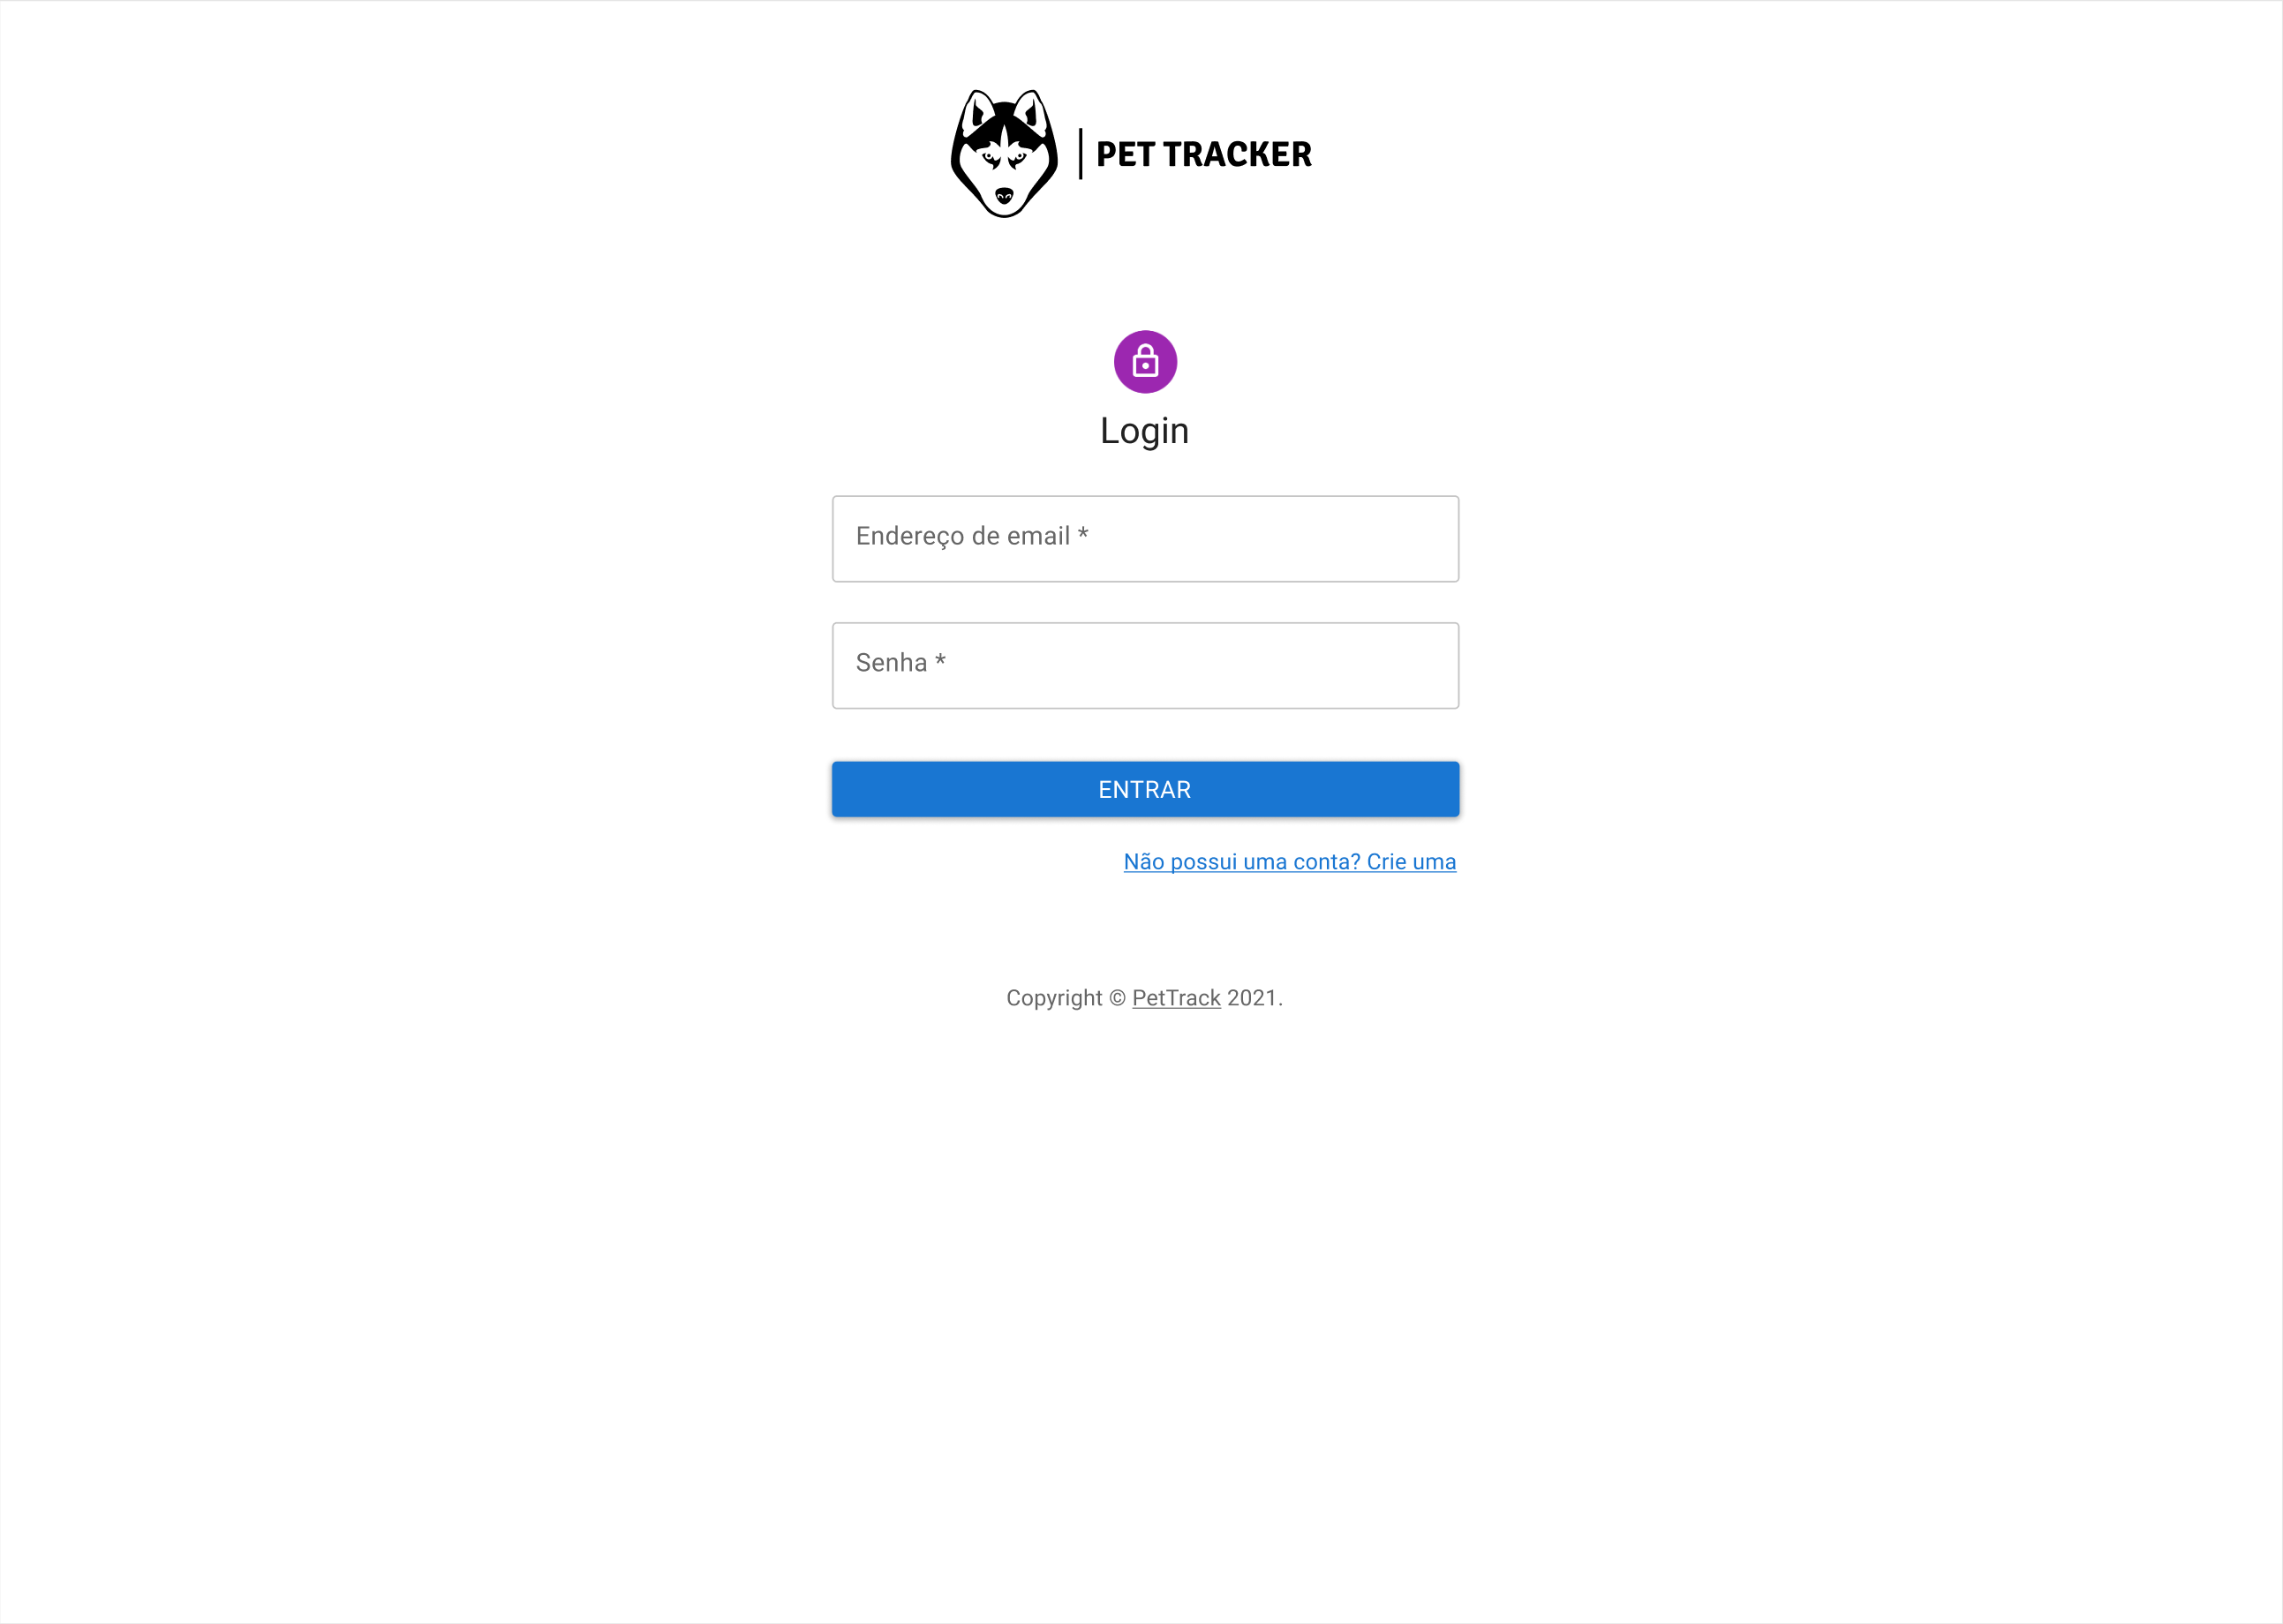 PET TRACKER
Login
Endereço de email *
Senha *
ENTRAR
Não possui uma conta? Crie uma
Copyright © PetTrack 2021.